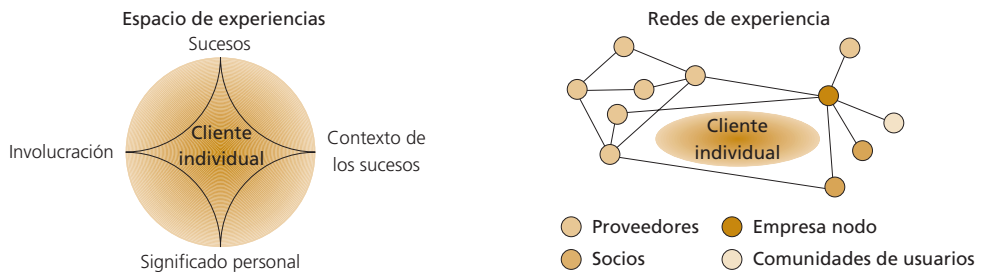 Espacio de experiencias
Sucesos
Involucración
Cliente
individual
Contexto de
los sucesos
Significado personal
Redes de experiencia
Cliente
individual
Proveedores
Empresa nodo
Socios
Comunidades de usuarios